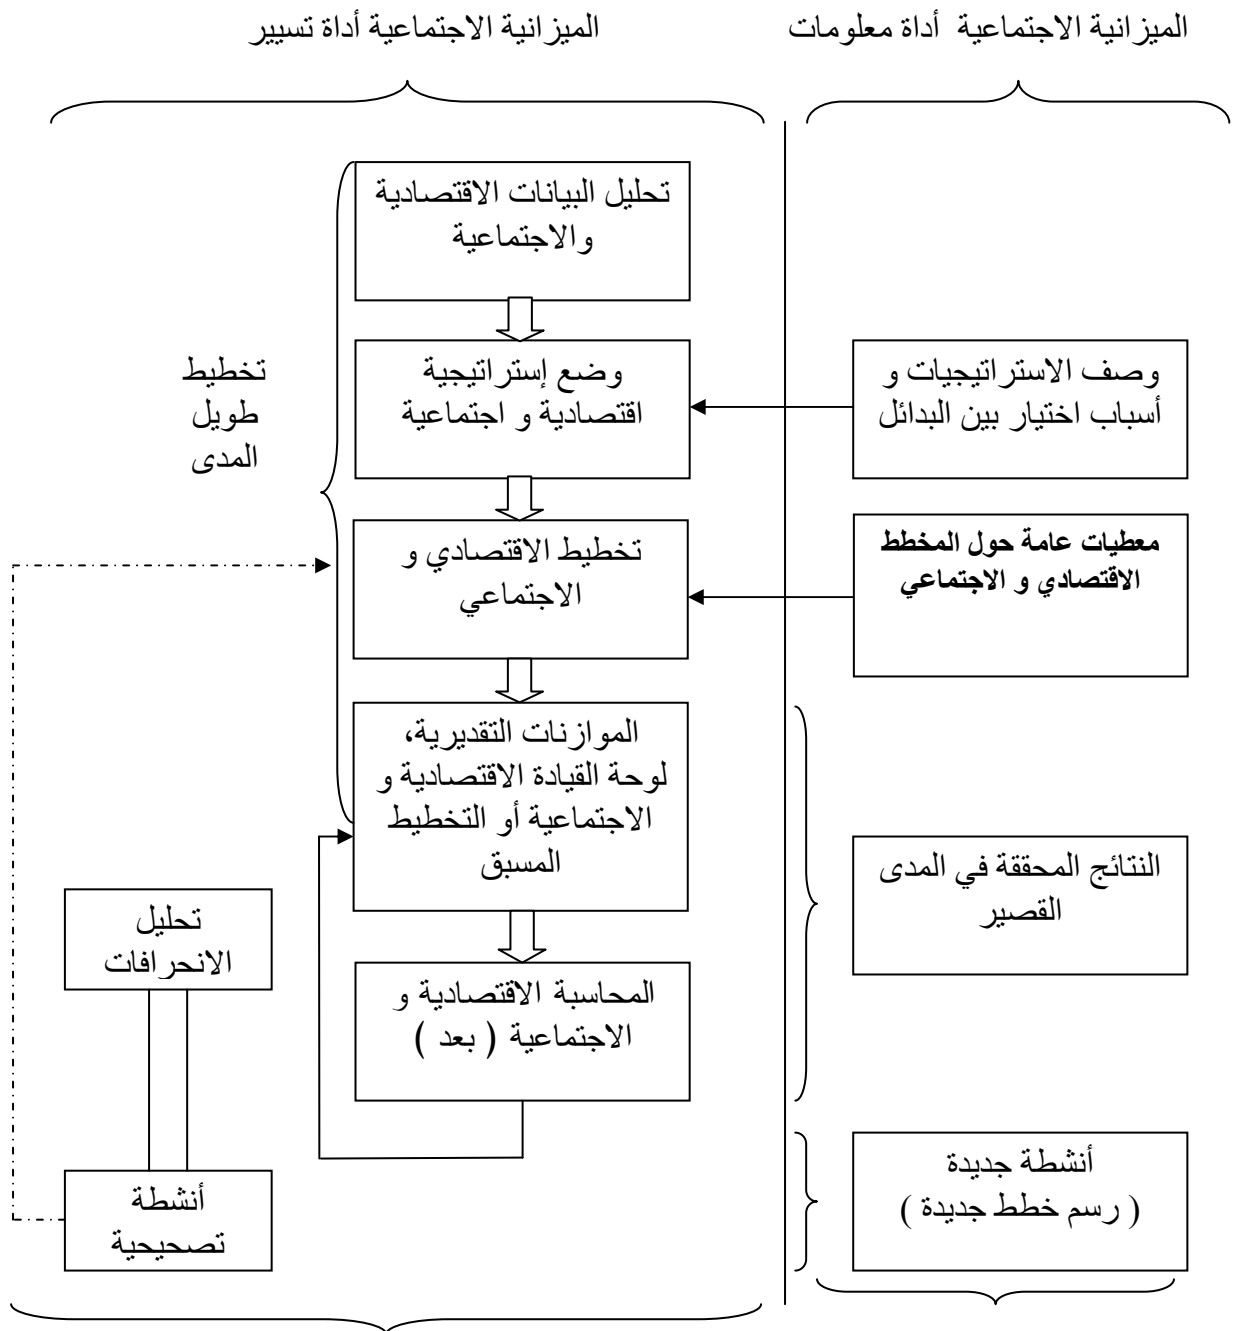 الميزانية الاجتماعية أداة معلومات
الميزانية الاجتماعية أداة تسيير
تحليل البيانات الاقتصادية
والاجتماعية
وضع إستراتيجية
اقتصادية و اجتماعية
وصف الاستراتيجيات و
أسباب اختيار بين البدائل
تخطيط
طويل
المدى
تخطيط الاقتصادي و
الاجتماعي
معطيات عامة حول المخطط
الاقتصادي و الاجتماعي
الموازنات التقديرية،
لوحة القيادة الاقتصادية و
الاجتماعية أو التخطيط
المسبق
النتائج المحققة في المدى
القصير
تحليل
الانحرافات
المحاسبة الاقتصادية و
الاجتماعية ( بعد )
أنشطة جديدة
( رسم خطط جديدة )
أنشطة
تصحيحية